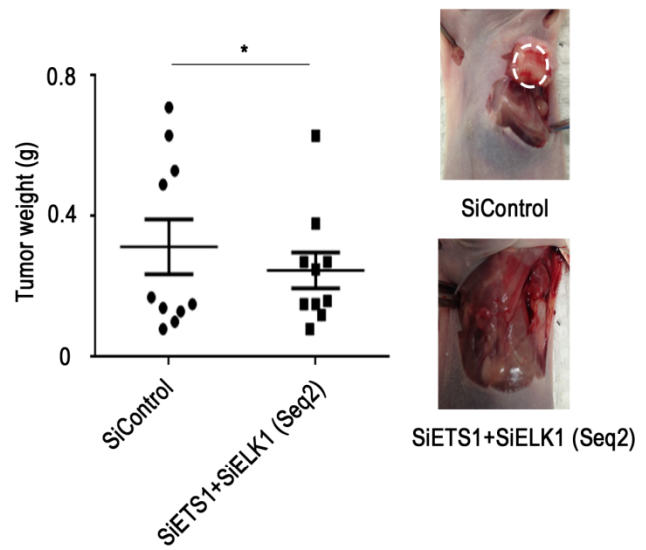 *
0.8
0.4
0
Tumor weight (g)
SiControl
SiETS1+SiELK1 (Seq2)
SiControl
SiETS1+SiELK1 (Seq2)